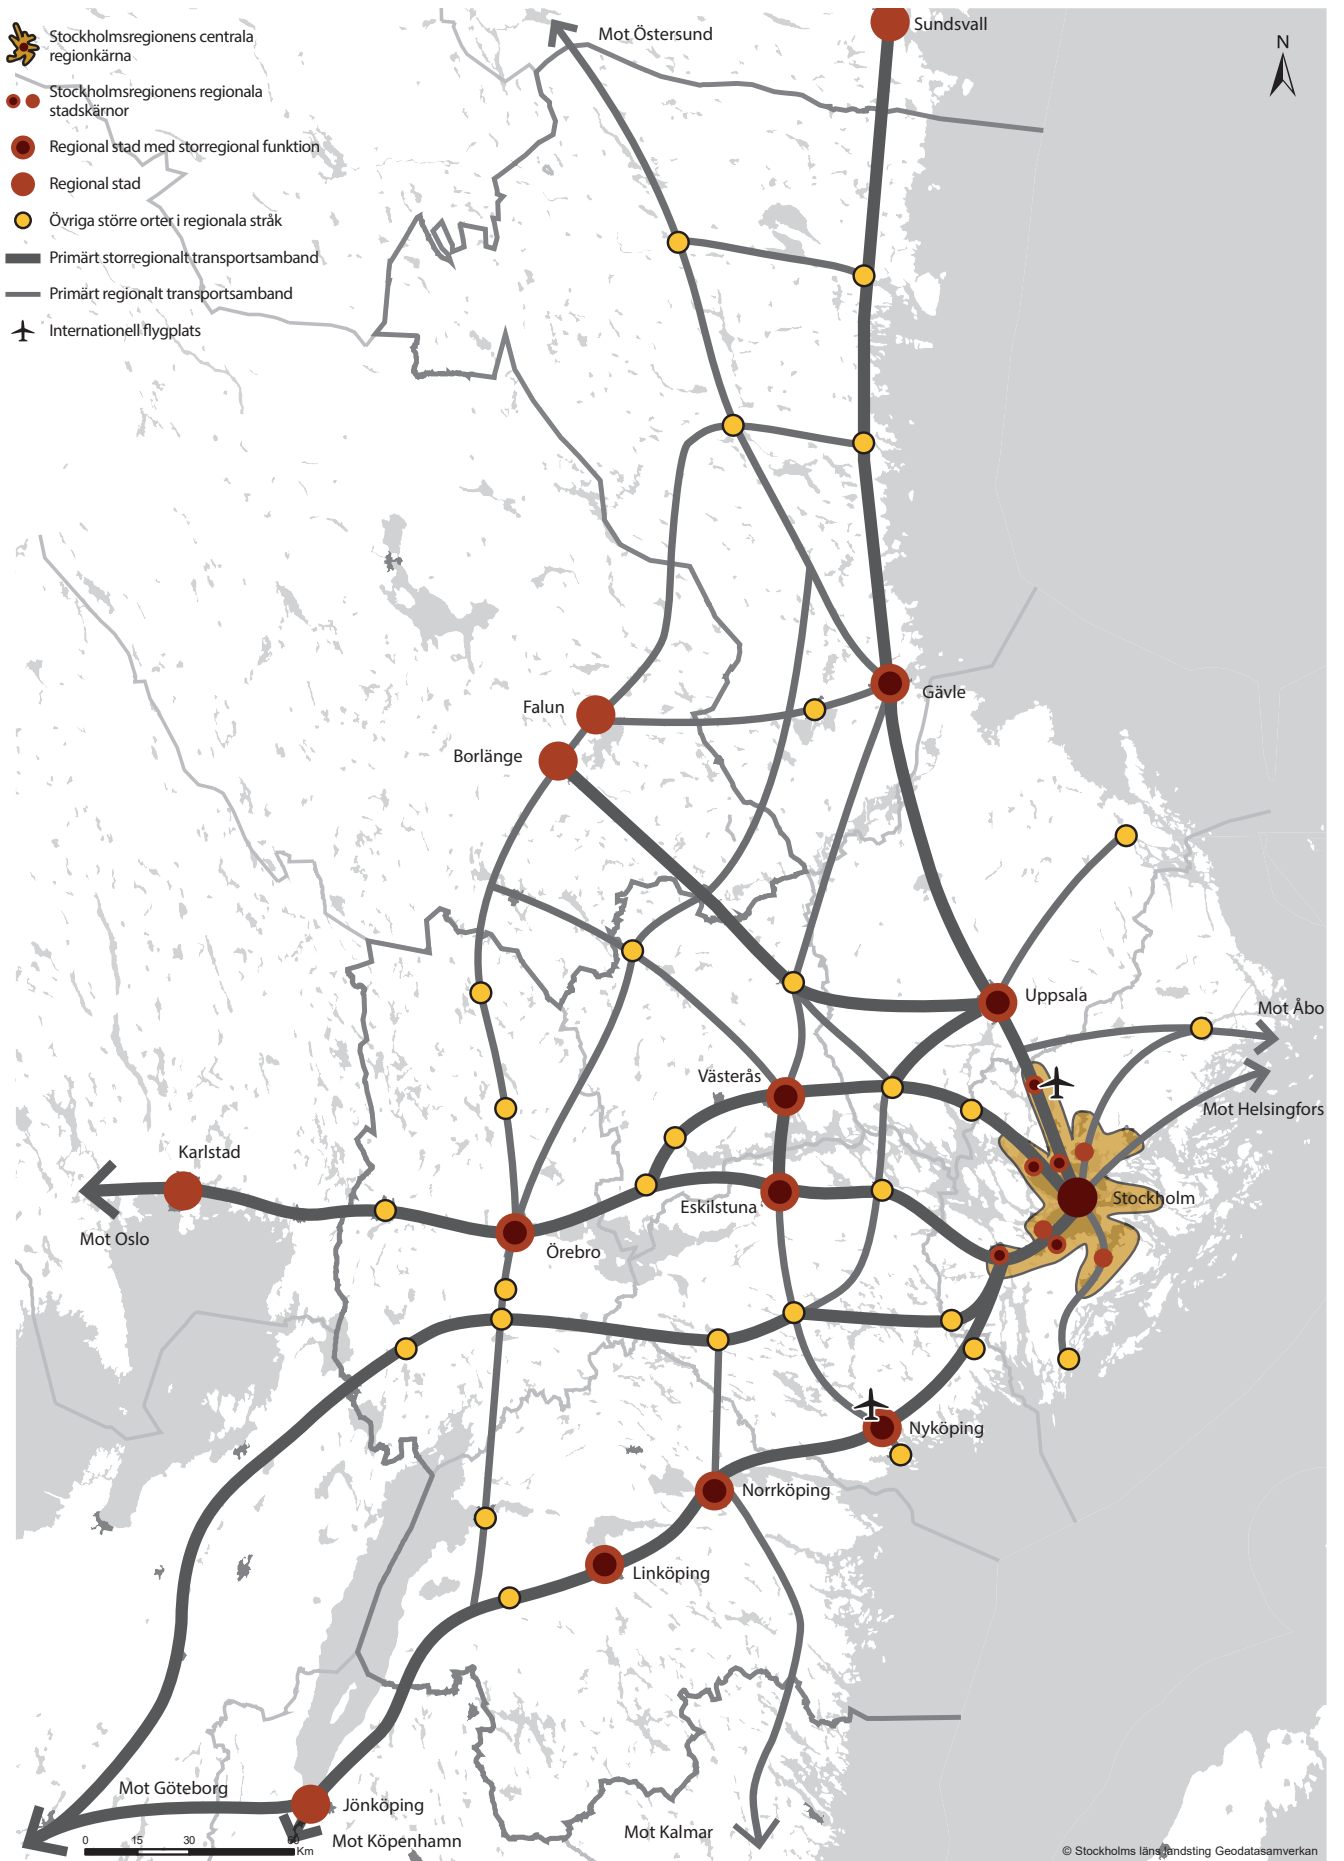 Stockholmsregionens centrala
regionkärna
Stockholmsregionens regionala
stadskärnor
Regional stad med storregional funktion
Regional stad
Övriga större orter i regionala stråk
Primärt storregionalt transportsamband
Primärt regionalt transportsamband
Internationell flygplats
Mot Östersund
Sundsvall
N
Gävle
Falun
Borlänge
Uppsala
Mot Åbo
Västerås
Mot Helsingfors
Karlstad
Stockholm
Eskilstuna
Mot Oslo
Örebro
Nyköping
Norrköping
Linköping
Mot Göteborg
Jönköping
Mot Kalmar
Mot Köpenhamn
0 15 30 60
Km
© Stockholms läns landsting Geodatasamverkan